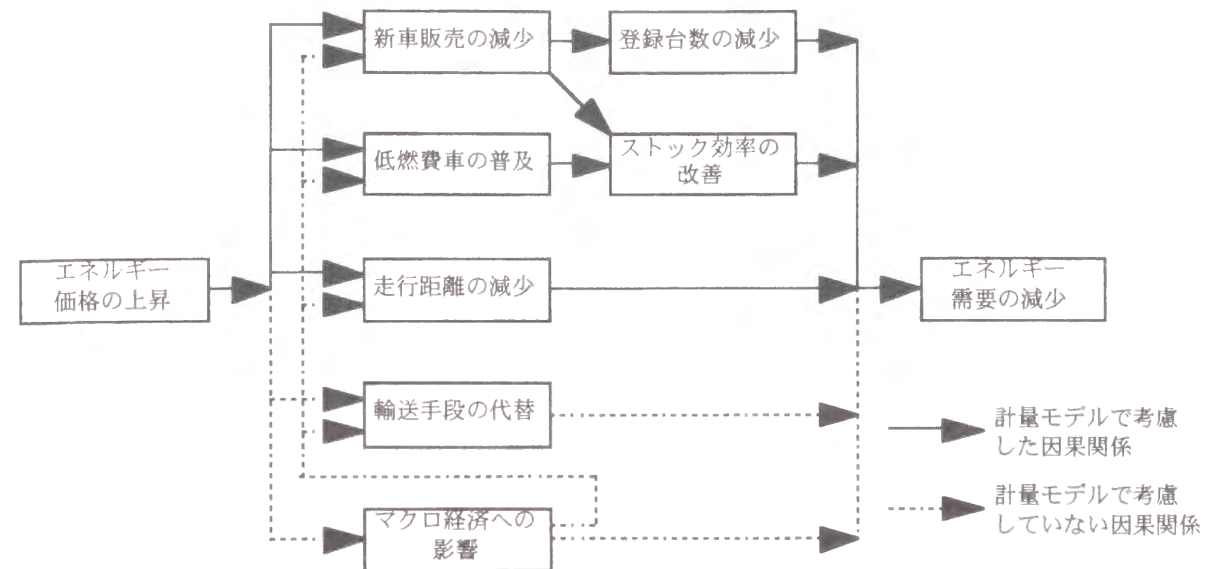 新車販売の減少
登録台数の減少
低燃費車の普及
ストック効率の
改善
エネルギー
価格の上昇
走行距離の減少
エネルギー
需要の減少
輸送手段の代替
計量モデルで考慮
した因果関係
マクロ経済への
影響
計量モデルで考慮
していない因果関係